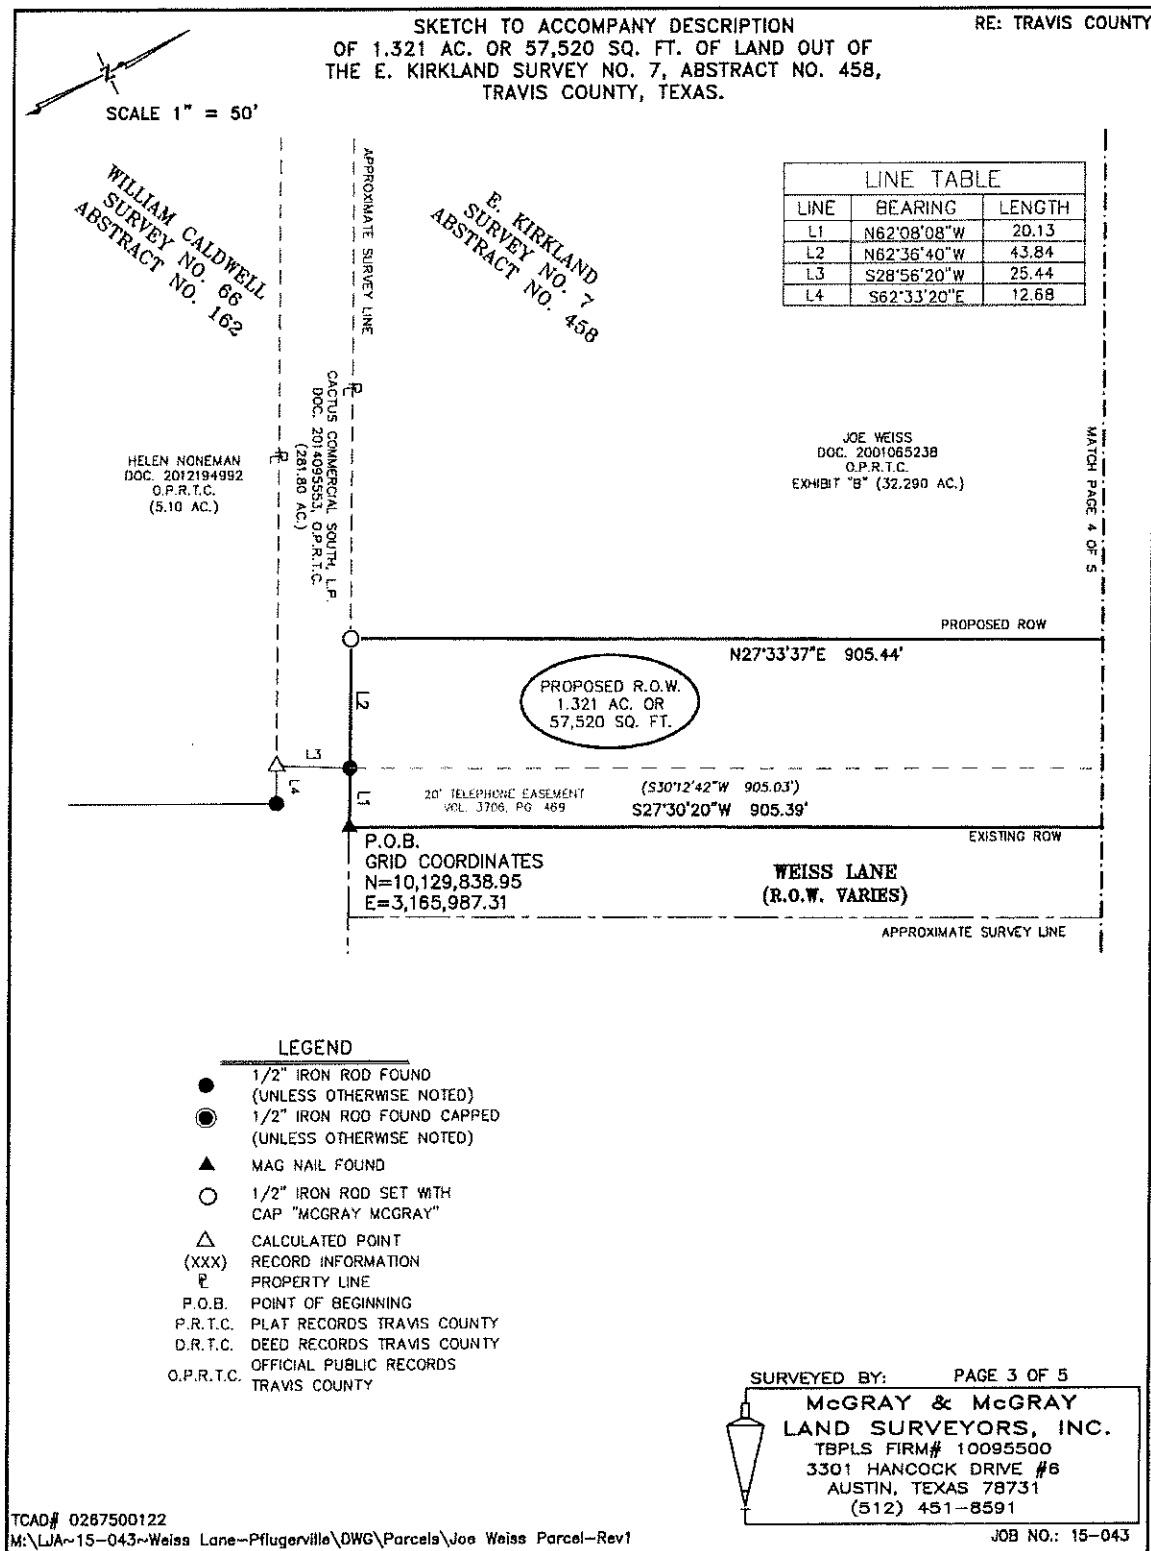 SKETCH TO ACCOMPANY DESCRIPTION
OF 1.321 AC. OR 57,520 SQ. FT. OF LAND OUT OF
THE E. KIRKLAND SURVEY NO. 7, ABSTRACT NO. 458,
TRAVIS COUNTY, TEXAS.
RE: TRAVIS COUNTY
N
SCALE 1" = 50'
WILLIAM CALDWELL
SURVEY NO. 66
ABSTRACT NO. 162
APPROXIMATE SURVEY LINE
E. KIRKLAND
SURVEY NO. 7
ABSTRACT NO. 458
LINE TABLE
LINE BEARING LENGTH
L1 N62°08'08"W 20.13
L2 N62°36'40"W 43.84
L3 S28°56'20"W 25.44
L4 S62°33'20"E 12.68
HELEN NONEMAN
DOC. 2012194992
O.P.R.T.C.
(5.10 AC.)
CACTUS COMMERCIAL SOUTH, L.P.
DOC. 2014095553, O.P.R.T.C.
(281.80 AC.)
JOE WEISS
DOC. 2001065238
O.P.R.T.C.
EXHIBIT "B" (32.290 AC.)
MATCH PAGE 4 OF 5
PROPOSED ROW
N27°33'37"E 905.44'
PROPOSED R.O.W.
1.321 AC. OR
57,520 SQ. FT.
L2
L3
L4
L1
20' TELEPHONE EASEMENT
VOL. 3706, PG. 469
(S30°12'42"W 905.03')
S27°30'20"W 905.39'
EXISTING ROW
P.O.B.
GRID COORDINATES
N=10,129,838.95
E=3,165,987.31
WEISS LANE
(R.O.W. VARIES)
APPROXIMATE SURVEY LINE
LEGEND
1/2" IRON ROD FOUND
(UNLESS OTHERWISE NOTED)
1/2" IRON ROD FOUND CAPPED
(UNLESS OTHERWISE NOTED)
MAG NAIL FOUND
1/2" IRON ROD SET WITH
CAP "MCGRAY MCGRAY"
CALCULATED POINT
(XXX) RECORD INFORMATION
PROPERTY LINE
P.O.B. POINT OF BEGINNING
P.R.T.C. PLAT RECORDS TRAVIS COUNTY
D.R.T.C. DEED RECORDS TRAVIS COUNTY
O.P.R.T.C. OFFICIAL PUBLIC RECORDS
TRAVIS COUNTY
SURVEYED BY: PAGE 3 OF 5
McGRAY & McGRAY
LAND SURVEYORS, INC.
TBPLS FIRM# 10095500
3301 HANCOCK DRIVE #6
AUSTIN, TEXAS 78731
(512) 451-8591
TCAD# 0267500122
M:\LJA~15-043~Weiss Lane~Pflugerville\DWG\Parcels\Joe Weiss Parcel-Rev1
JOB NO.: 15-043